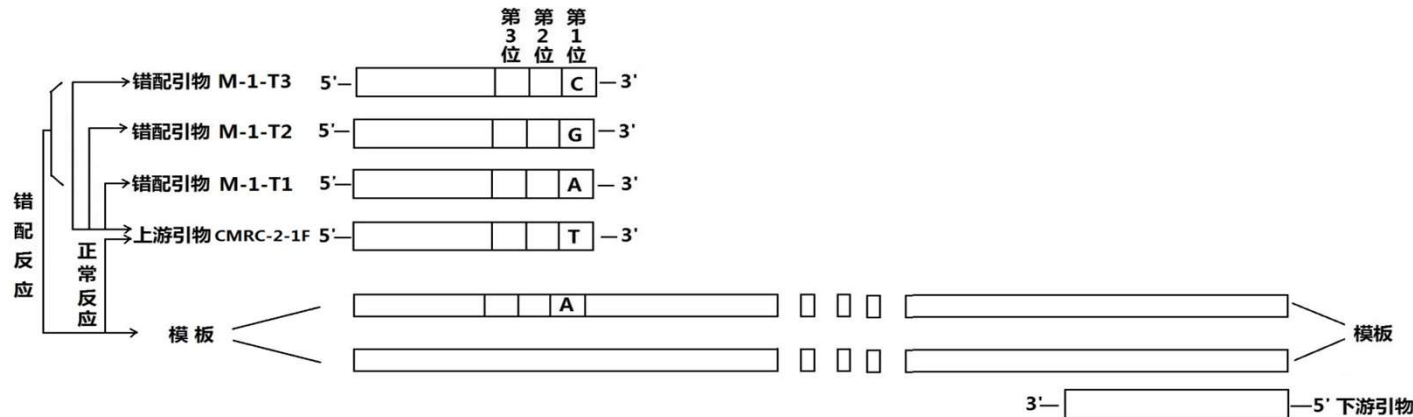 第3位 第2位 第1位
错配引物 M-1-T3 5'— C —3'
错配引物 M-1-T2 5'— G —3'
错配引物 M-1-T1 5'— A —3'
上游引物 CMRC-2-1F 5'— T —3'
错配反应
正常反应
A
模板
模板
3'— —5' 下游引物